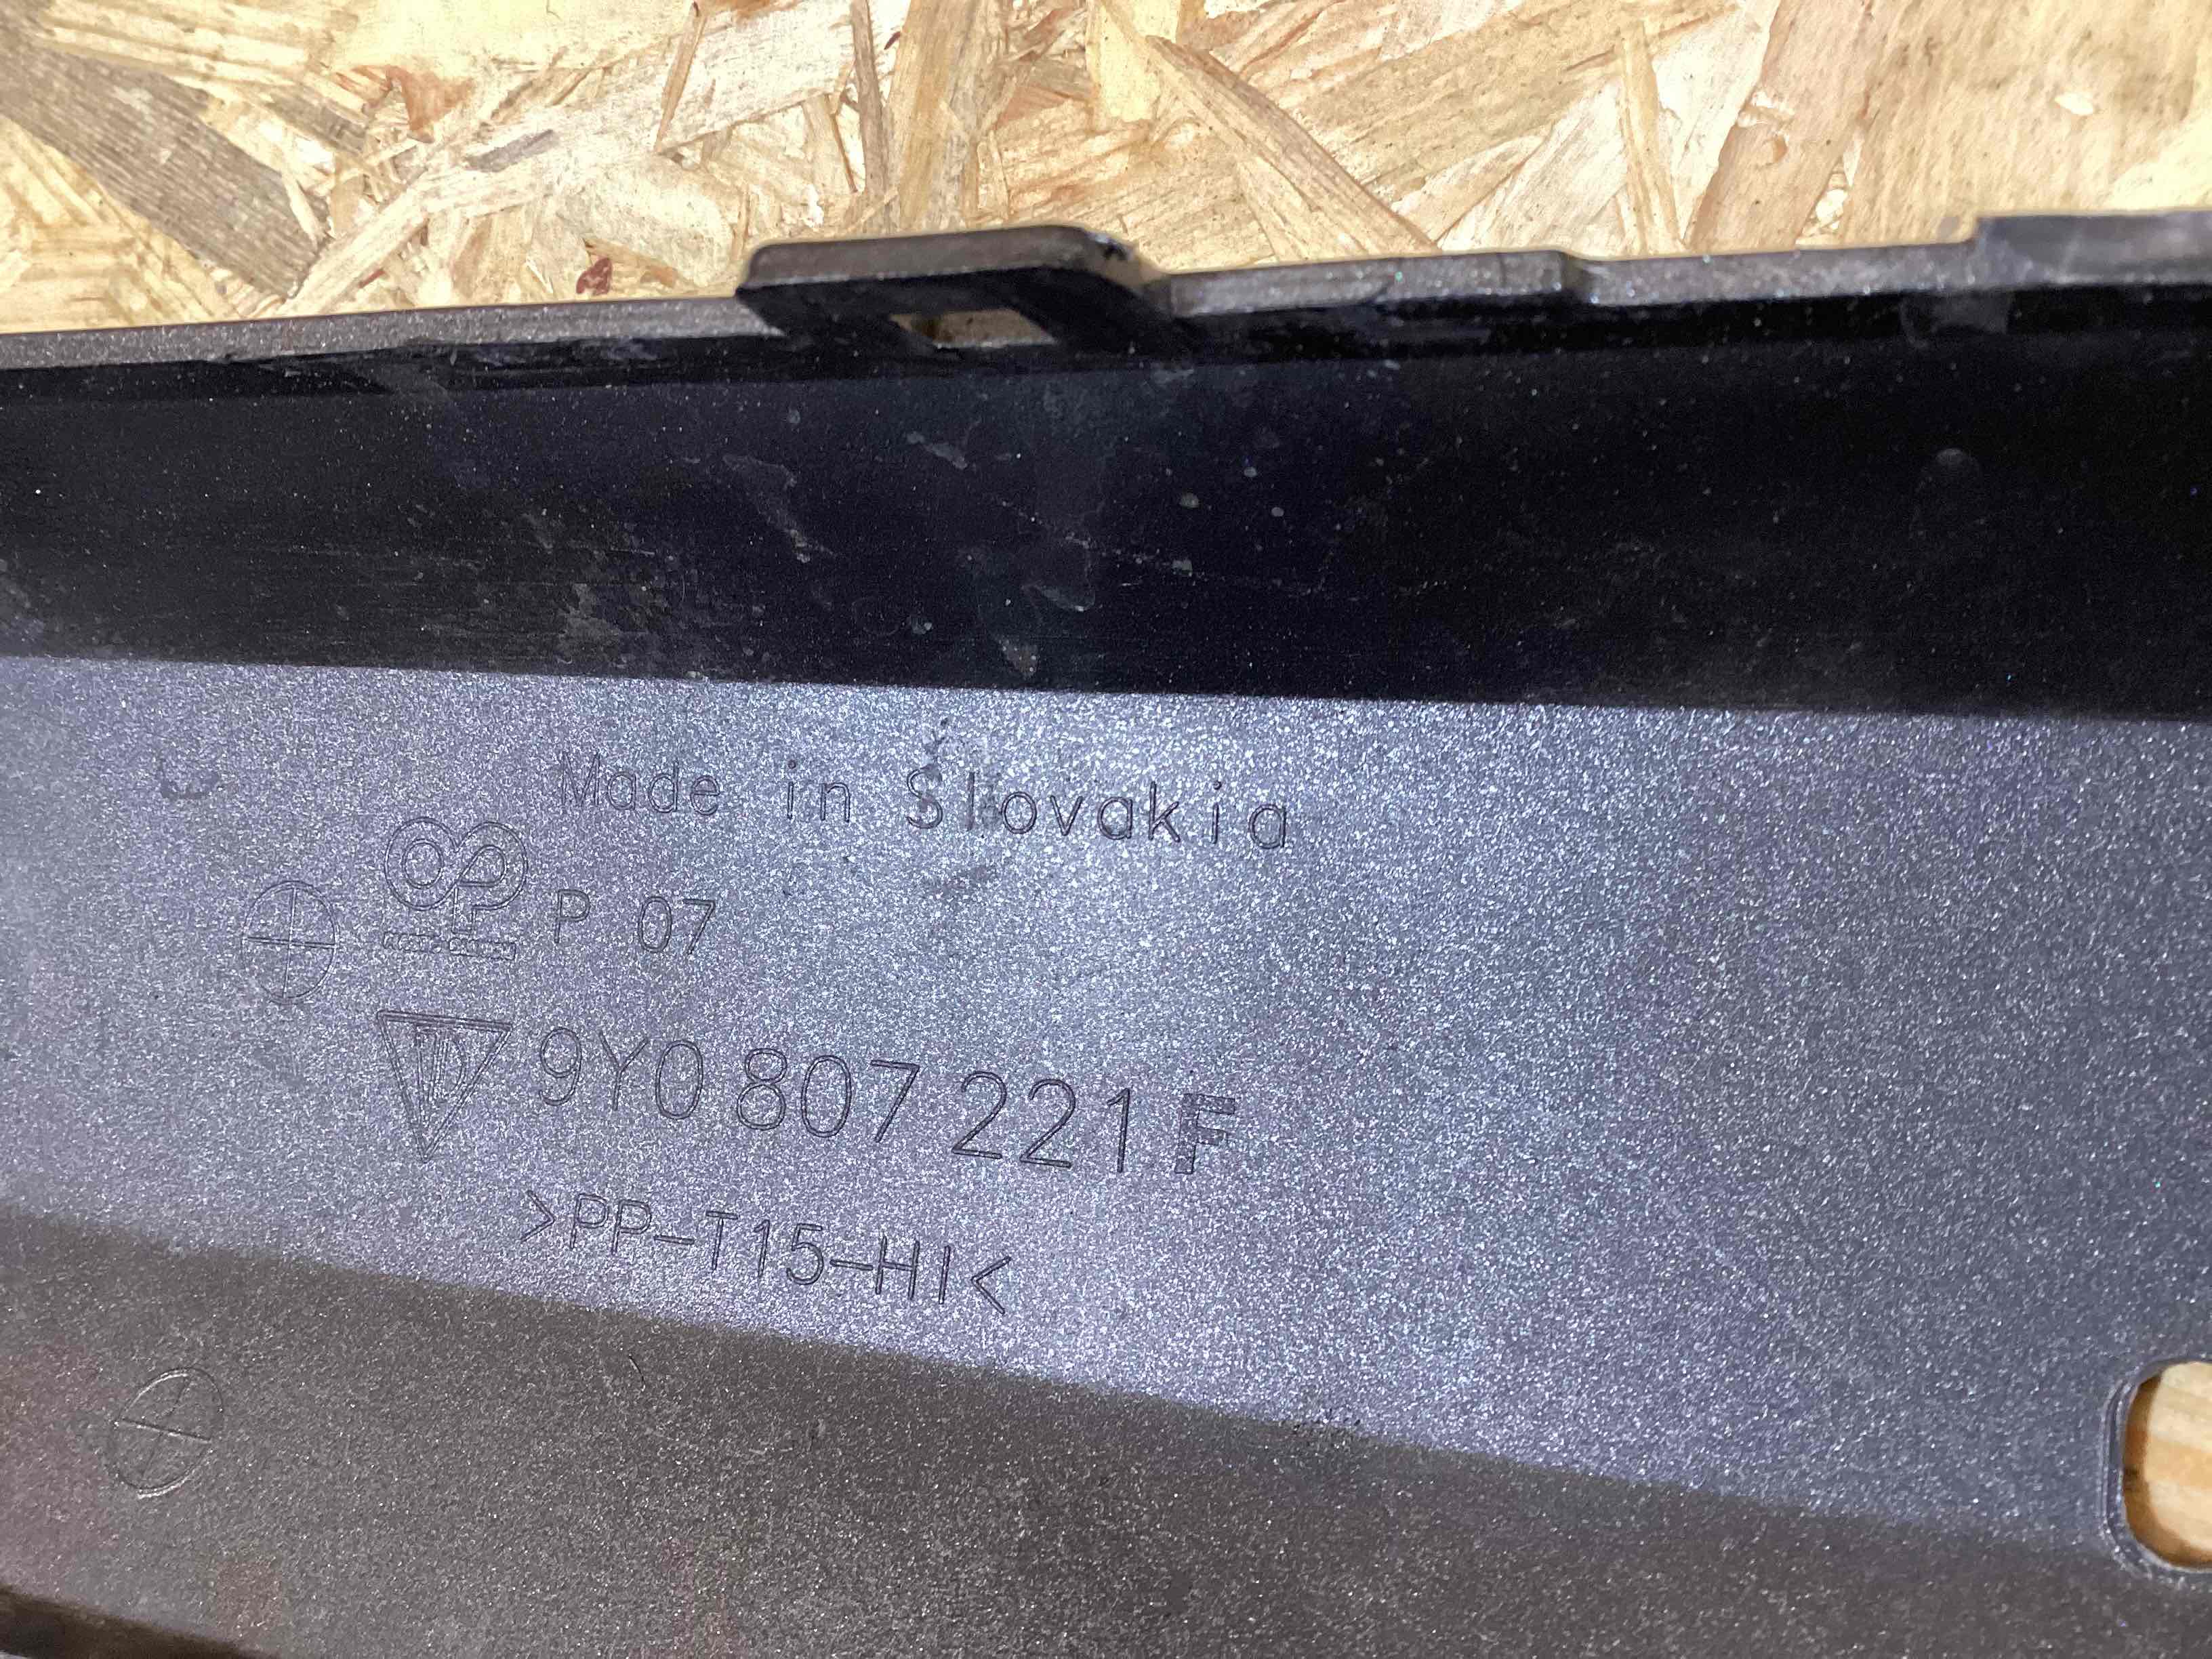 Made in Slovakia
P 07
9Y0 807 221 F
>PP-T15-HI<